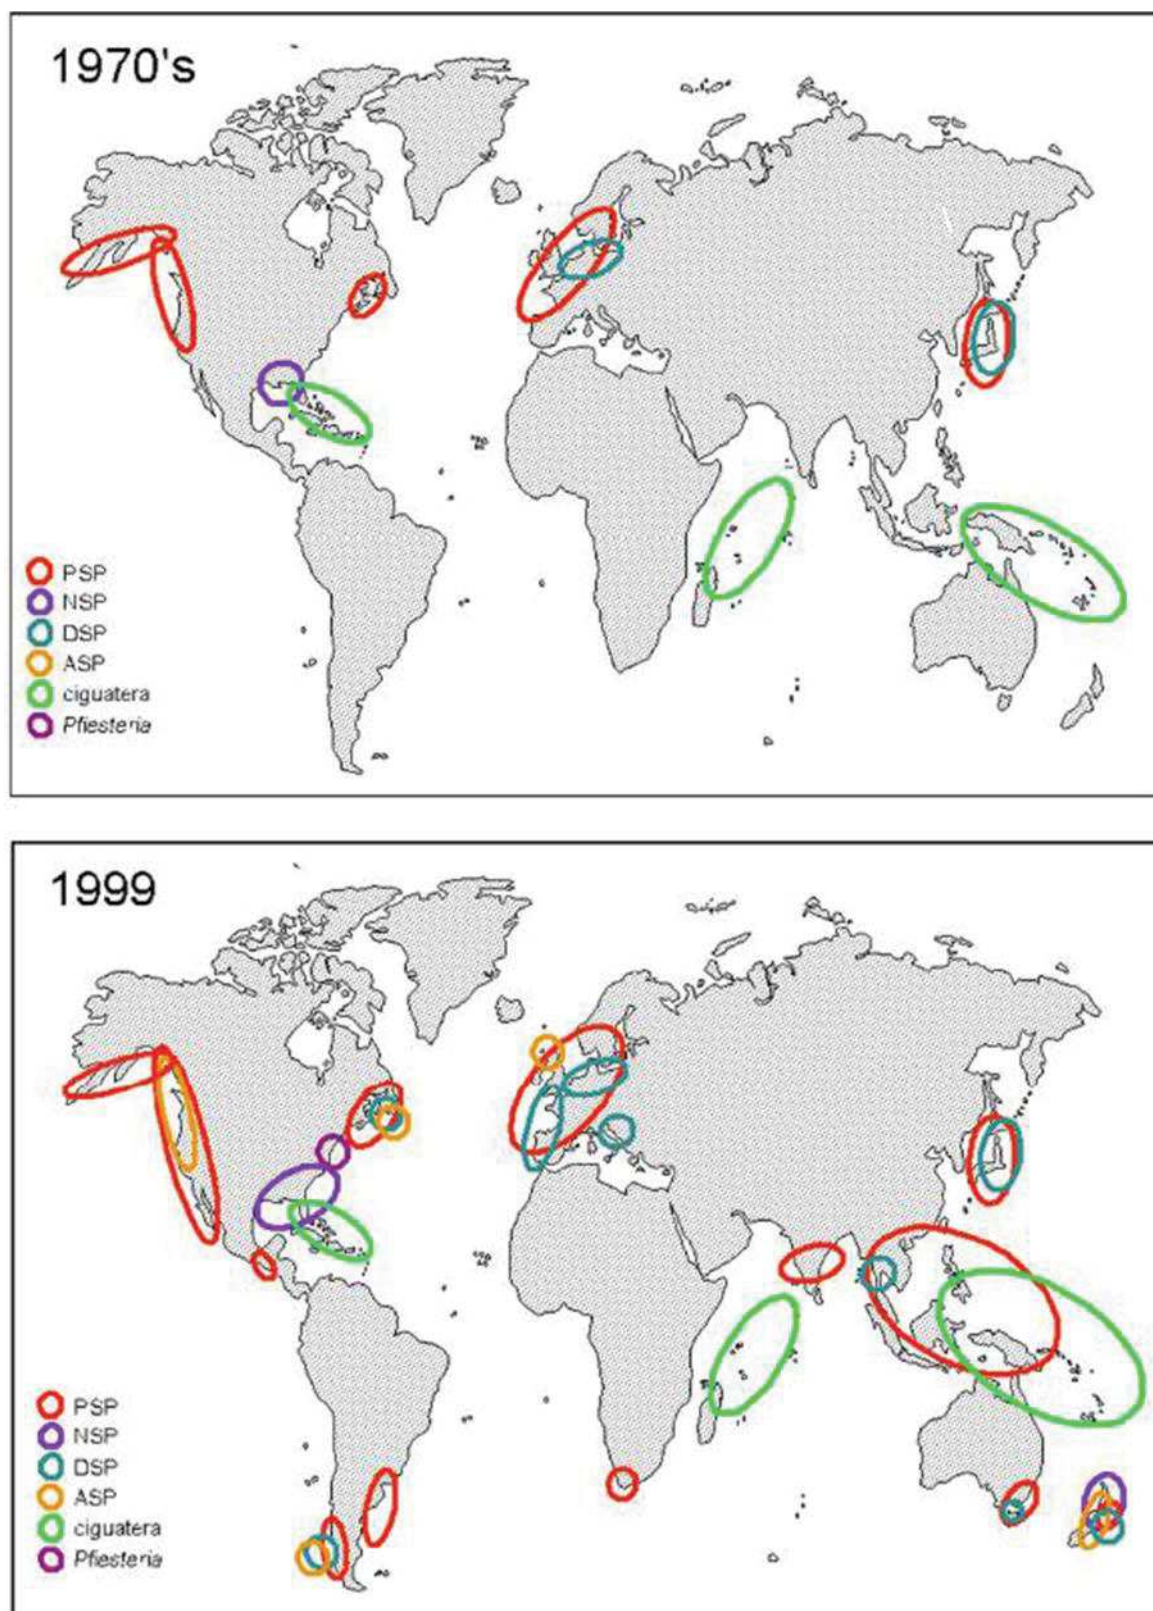 1970's
PSP
NSP
DSP
ASP
ciguatera
Pfiesteria
1999
PSP
NSP
DSP
ASP
ciguatera
Pfiesteria